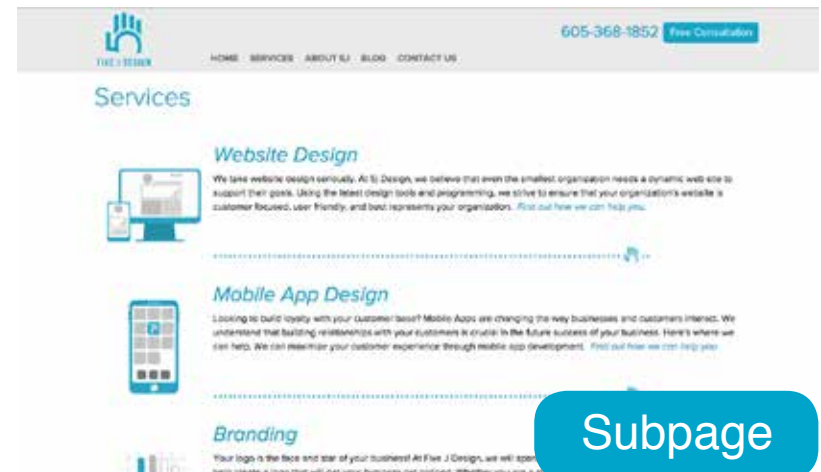 605-368-1852 Free Consultation
FIVE J DESIGN
HOME SERVICES ABOUT 5J BLOG CONTACT US
Services
Website Design
We take website design seriously. At 5j Design, we believe that even the smallest organization needs a dynamic web site to
support their goals. Using the latest design tools and programming, we strive to ensure that your organization's website is
customer focused, user friendly, and best represents your organization. Find out how we can help you.
Mobile App Design
Looking to build loyalty with your customer base? Mobile Apps are changing the way businesses and customers interact. We
understand that building relationships with your customers is crucial in the future success of your business. Here's where we
can help. We can maximize your customer experience through mobile app development. Find out how we can help you.
Branding
Your logo is the face and star of your business! At Five J Design, we will spen
Subpage